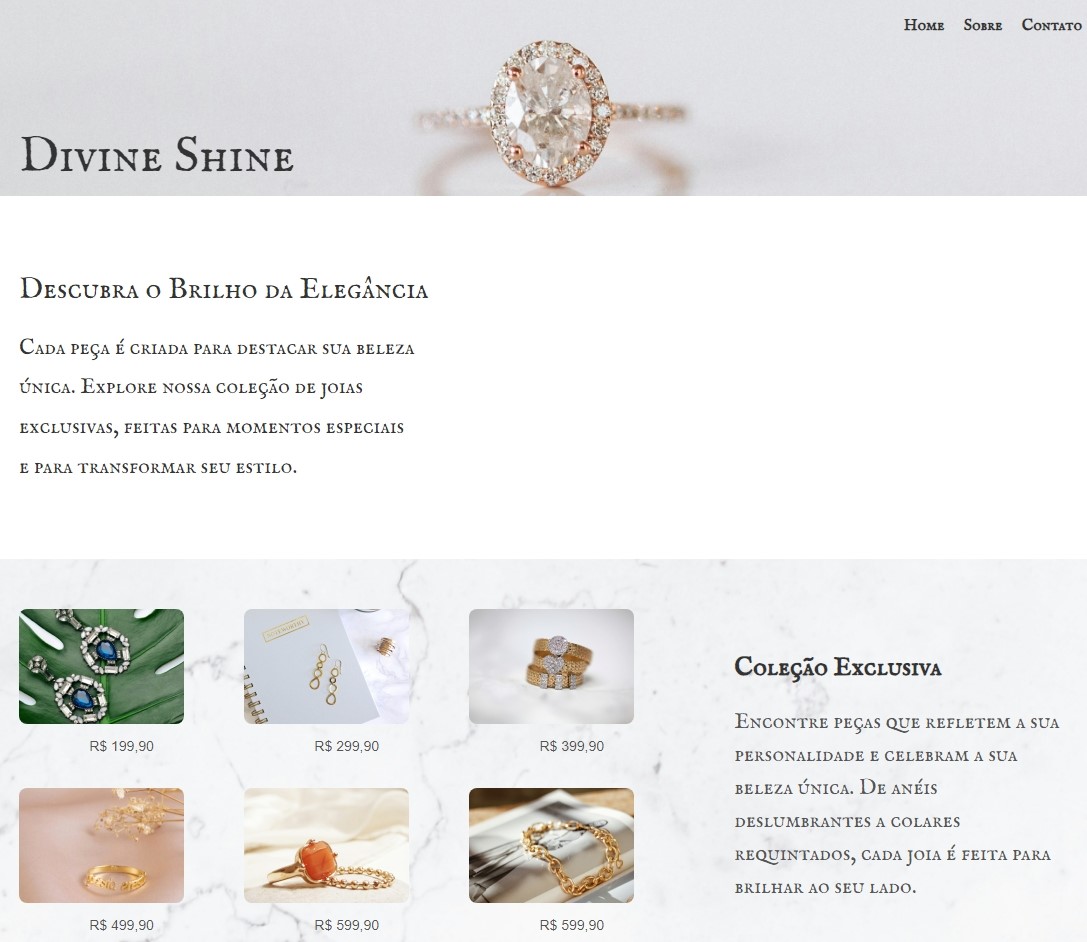 Home Sobre Contato
Divine Shine
Descubra o Brilho da Elegância
Cada peça é criada para destacar sua beleza
única. Explore nossa coleção de joias
exclusivas, feitas para momentos especiais
e para transformar seu estilo.
R$ 199,90
R$ 299,90
R$ 399,90
R$ 499,90
R$ 599,90
R$ 599,90
Coleção Exclusiva
Encontre peças que refletem a sua
personalidade e celebram a sua
beleza única. De anéis
deslumbrantes a colares
requintados, cada joia é feita para
brilhar ao seu lado.